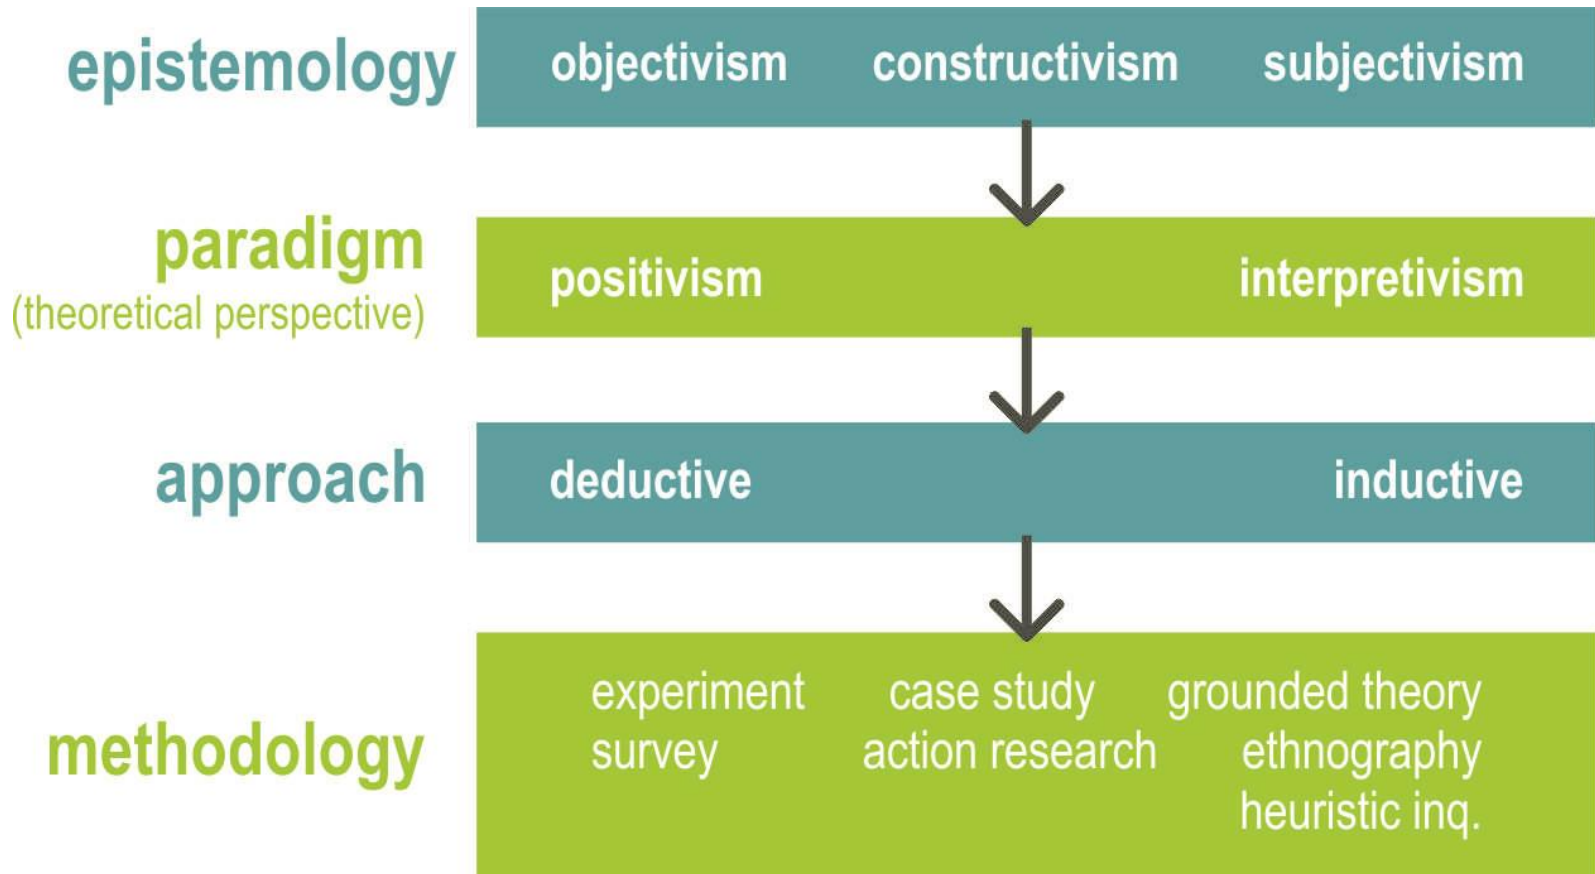 epistemology objectivism constructivism subjectivism
paradigm
(theoretical perspective)
positivism interpretivism
approach deductive inductive
methodology
experiment case study grounded theory
survey action research ethnography
heuristic inq.